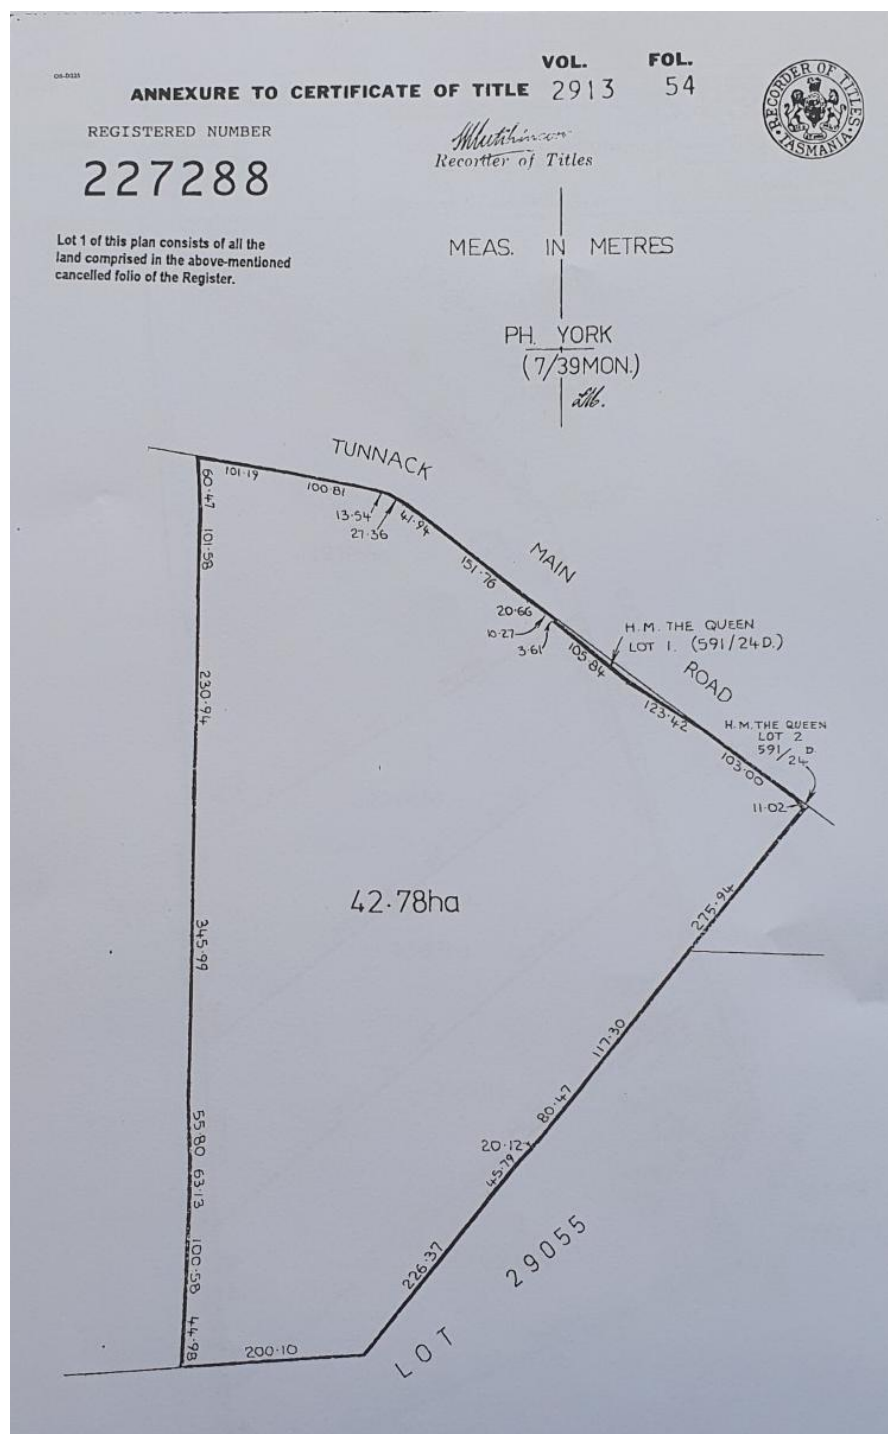 VOL. FOL.
ANNEXURE TO CERTIFICATE OF TITLE 2913 54
RECORDER OF TITLES
·TASMANIA·
REGISTERED NUMBER
227288
Recorder of Titles
Lot 1 of this plan consists of all the
land comprised in the above-mentioned
cancelled folio of the Register.
MEAS. IN METRES
PH. YORK
(7/39MON.)
TUNNACK
MAIN
ROAD
101·19
100·81
13·54
27·36
41·94
151·76
20·66
10·27
3·61
105·84
H.M. THE QUEEN
LOT 1. (591/24D.)
123·42
H.M. THE QUEEN
LOT 2
591/24 D.
103·00
11·02
60·47
101·58
230·94
345·99
55·80
63·13
100·58
44·98
42·78ha
275·94
117·30
80·47
20·12
45·79
226·37
200·10
LOT 29055